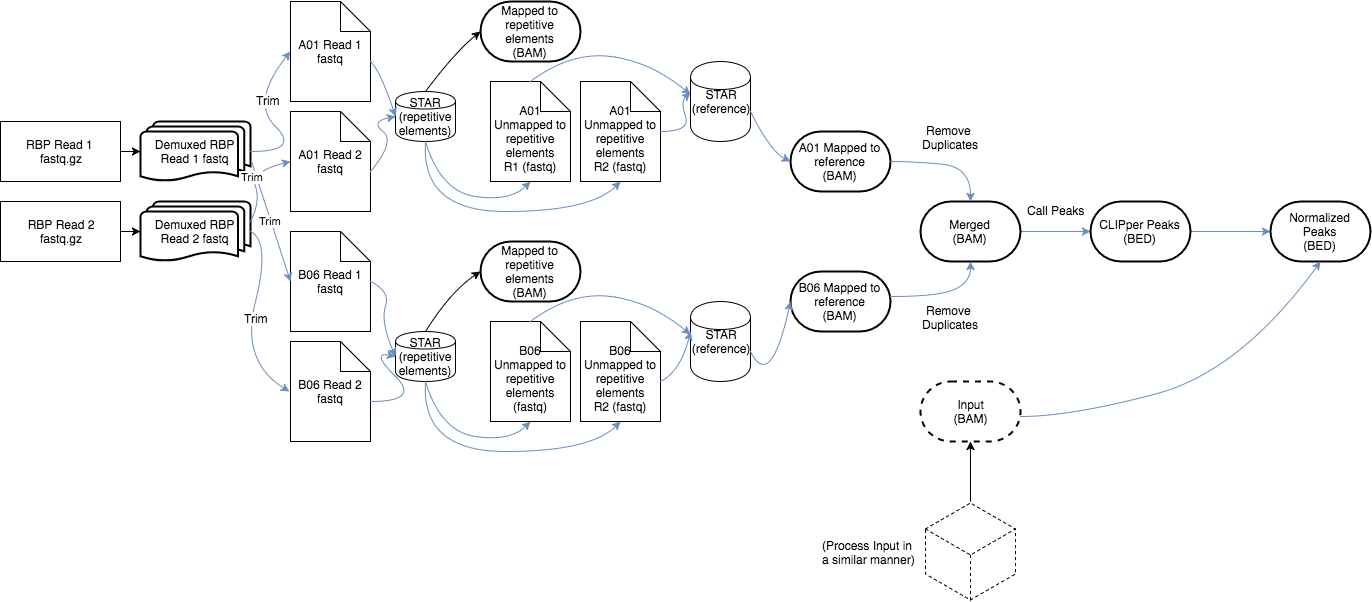 RBP Read 1
fastq.gz
Demuxed RBP
Read 1 fastq
RBP Read 2
fastq.gz
Demuxed RBP
Read 2 fastq
Trim
Trim
Trim
Trim
A01 Read 1
fastq
A01 Read 2
fastq
B06 Read 1
fastq
B06 Read 2
fastq
STAR
(repetitive
elements)
Mapped to
repetitive
elements
(BAM)
A01
Unmapped to
repetitive
elements
R1 (fastq)
A01
Unmapped to
repetitive
elements
R2 (fastq)
STAR
(reference)
A01 Mapped to
reference
(BAM)
Remove
Duplicates
STAR
(repetitive
elements)
Mapped to
repetitive
elements
(BAM)
B06
Unmapped to
repetitive
elements
(fastq)
B06
Unmapped to
repetitive
elements
R2 (fastq)
STAR
(reference)
B06 Mapped to
reference
(BAM)
Remove
Duplicates
Merged
(BAM)
Call Peaks
CLIPper Peaks
(BED)
Normalized
Peaks
(BED)
Input
(BAM)
(Process Input in
a similar manner)